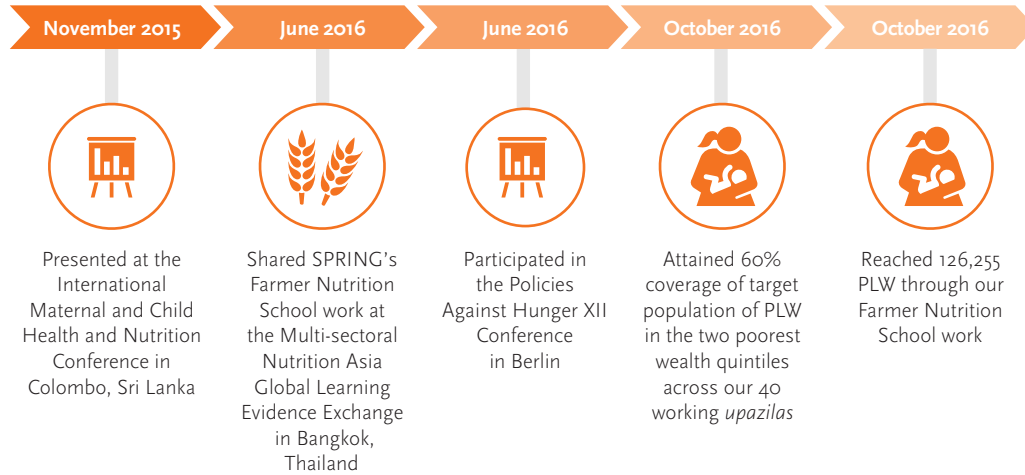 November 2015
June 2016
June 2016
October 2016
October 2016
Presented at the
International
Maternal and Child
Health and Nutrition
Conference in
Colombo, Sri Lanka
Shared SPRING’s
Farmer Nutrition
School work at
the Multi-sectoral
Nutrition Asia
Global Learning
Evidence Exchange
in Bangkok,
Thailand
Participated in
the Policies
Against Hunger XII
Conference
in Berlin
Attained 60%
coverage of target
population of PLW
in the two poorest
wealth quintiles
across our 40
working upazilas
Reached 126,255
PLW through our
Farmer Nutrition
School work